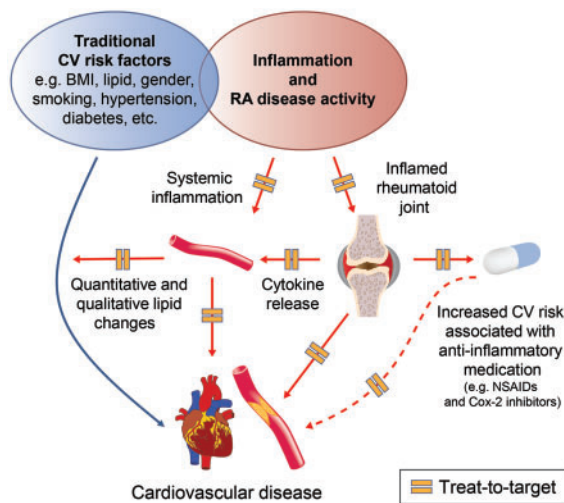 Traditional
CV risk factors
e.g. BMI, lipid, gender,
smoking, hypertension,
diabetes, etc.
Inflammation
and
RA disease activity
Systemic
inflammation
Inflamed
rheumatoid
joint
Quantitative and
qualitative lipid
changes
Cytokine
release
Increased CV risk
associated with
anti-inflammatory
medication
(e.g. NSAIDs
and Cox-2 inhibitors)
Cardiovascular disease
Treat-to-target